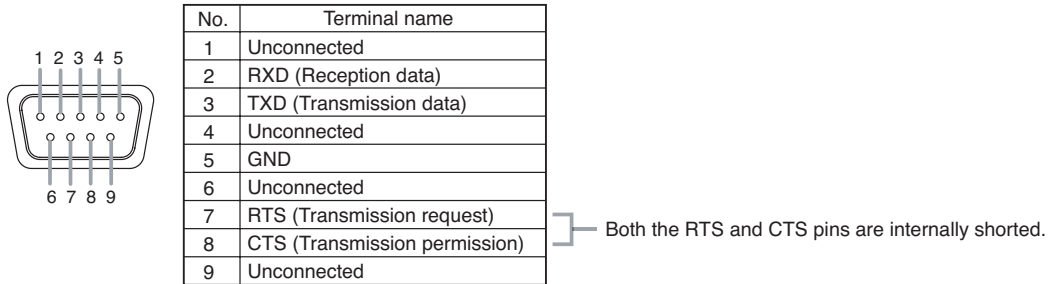 1 2 3 4 5
6 7 8 9
No. Terminal name
1 Unconnected
2 RXD (Reception data)
3 TXD (Transmission data)
4 Unconnected
5 GND
6 Unconnected
7 RTS (Transmission request)
8 CTS (Transmission permission)
9 Unconnected
Both the RTS and CTS pins are internally shorted.